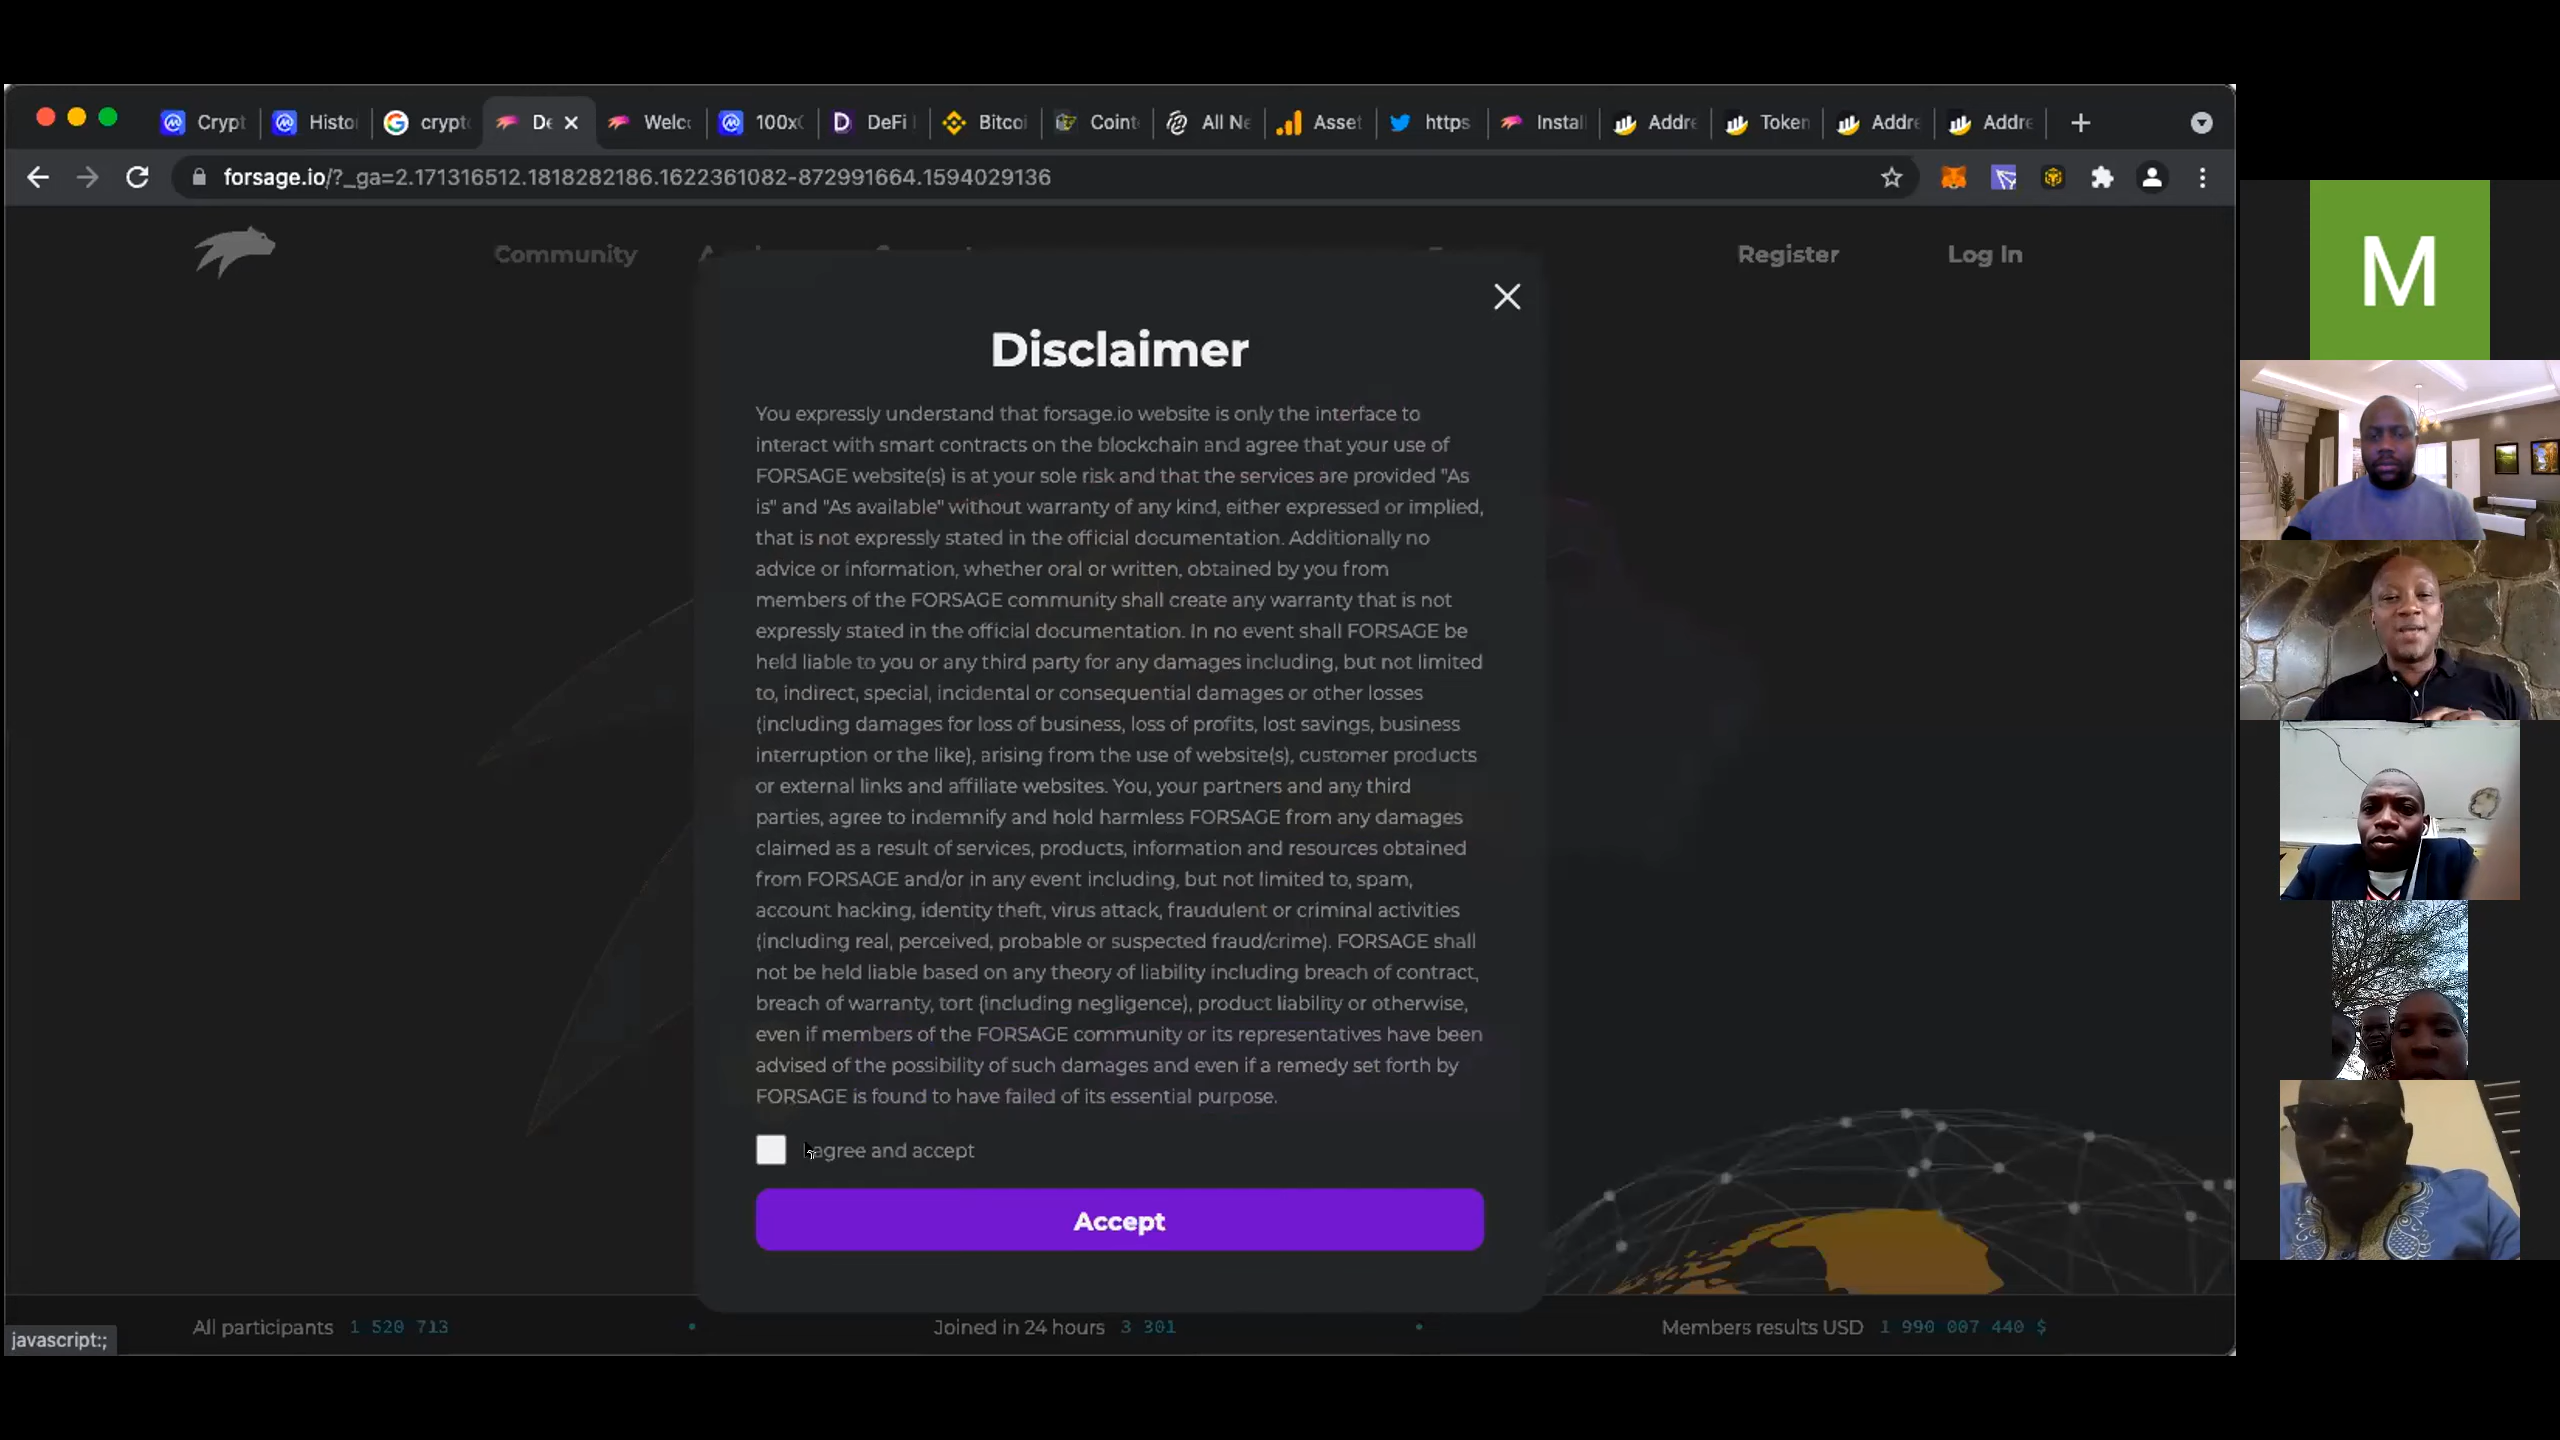 Crypt
Histo
crypt
De
Welc
100x
DeFi
Bitcoi
Coint
All Ne
Asset
https
Instal
Addre
Token
Addre
Addre
forsage.io/?_ga=2.171316512.1818282186.1622361082-872991664.1594029136
Community
Register
Log In
M
Disclaimer
You expressly understand that forsage.io website is only the interface to
interact with smart contracts on the blockchain and agree that your use of
FORSAGE website(s) is at your sole risk and that the services are provided "As
is" and "As available" without warranty of any kind, either expressed or implied,
that is not expressly stated in the official documentation. Additionally no
advice or information, whether oral or written, obtained by you from
members of the FORSAGE community shall create any warranty that is not
expressly stated in the official documentation. In no event shall FORSAGE be
held liable to you or any third party for any damages including, but not limited
to, indirect, special, incidental or consequential damages or other losses
(including damages for loss of business, loss of profits, lost savings, business
interruption or the like), arising from the use of website(s), customer products
or external links and affiliate websites. You, your partners and any third
parties, agree to indemnify and hold harmless FORSAGE from any damages
claimed as a result of services, products, information and resources obtained
from FORSAGE and/or in any event including, but not limited to, spam,
account hacking, identity theft, virus attack, fraudulent or criminal activities
(including real, perceived, probable or suspected fraud/crime). FORSAGE shall
not be held liable based on any theory of liability including breach of contract,
breach of warranty, tort (including negligence), product liability or otherwise,
even if members of the FORSAGE community or its representatives have been
advised of the possibility of such damages and even if a remedy set forth by
FORSAGE is found to have failed of its essential purpose.
I agree and accept
Accept
All participants 1 520 713 • Joined in 24 hours 3 301 • Members results USD 1 990 007 440 $
javascript:;